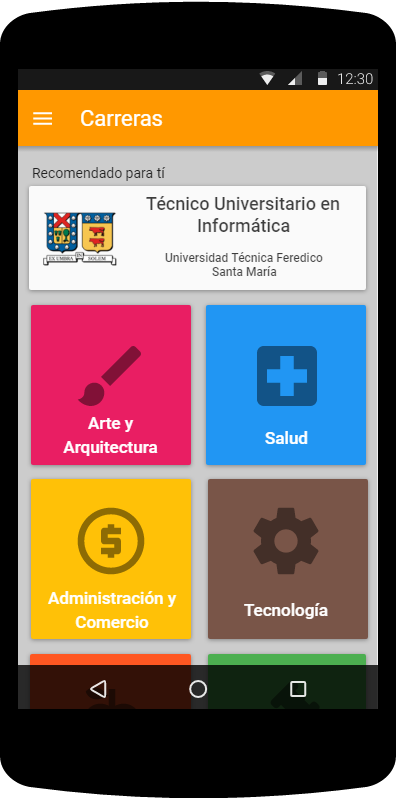 12:30
Carreras
Recomendado para tí
Técnico Universitario en
Informática
EX UMBRA IN SOLEM
Universidad Técnica Feredico
Santa María
Arte y
Arquitectura
Salud
Administración y
Comercio
Tecnología